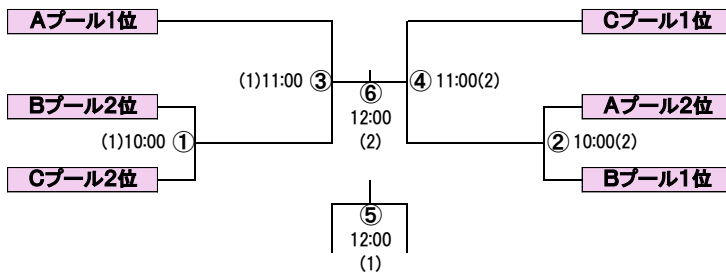 Aプール1位
Cプール1位
(1)11:00 ③
④ 11:00(2)
⑥
12:00
(2)
Bプール2位
Aプール2位
(1)10:00 ①
② 10:00(2)
Cプール2位
Bプール1位
⑤
12:00
(1)